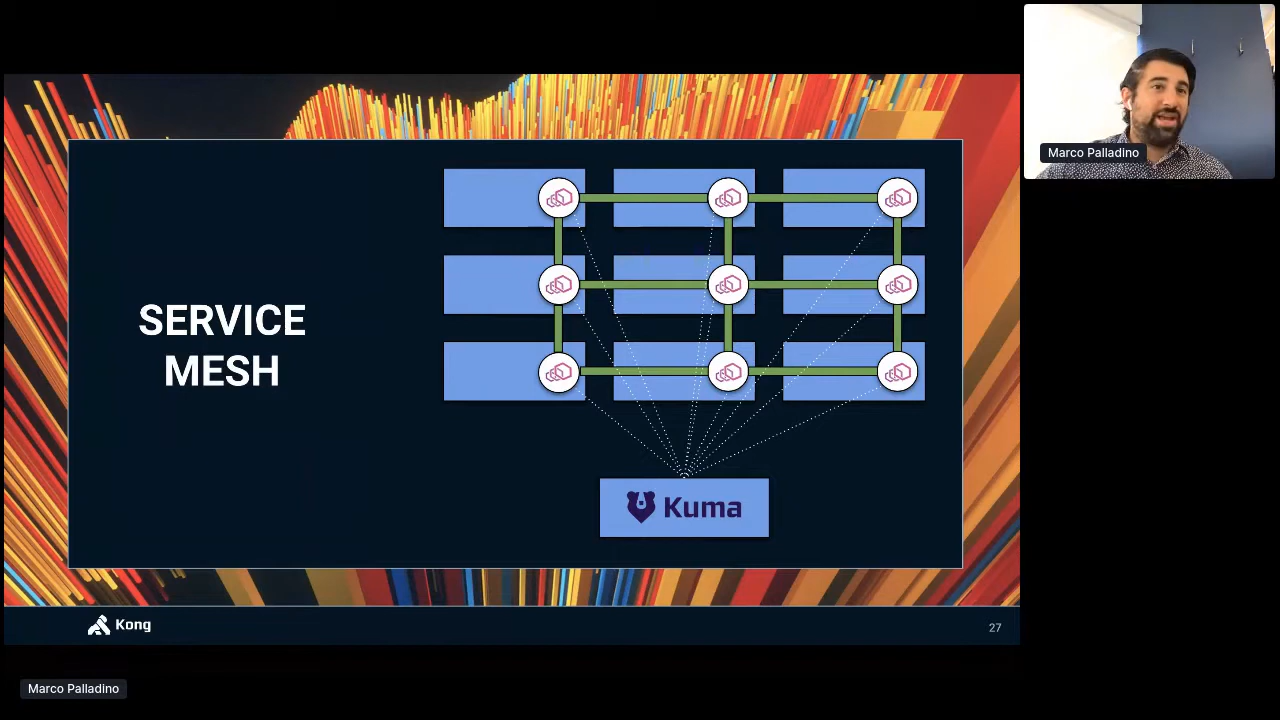 SERVICE
MESH
Kuma
Kong
27
Marco Palladino
Marco Palladino